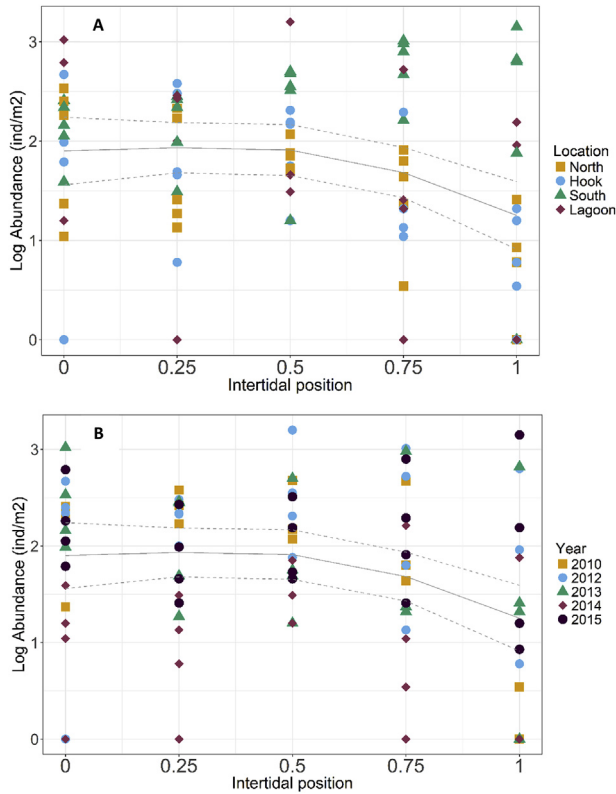 A
Log Abundance (ind/m2)
3
2
1
0
0 0.25 0.5 0.75 1
Intertidal position
Location
North
Hook
South
Lagoon
B
Log Abundance (ind/m2)
3
2
1
0
0 0.25 0.5 0.75 1
Intertidal position
Year
2010
2012
2013
2014
2015